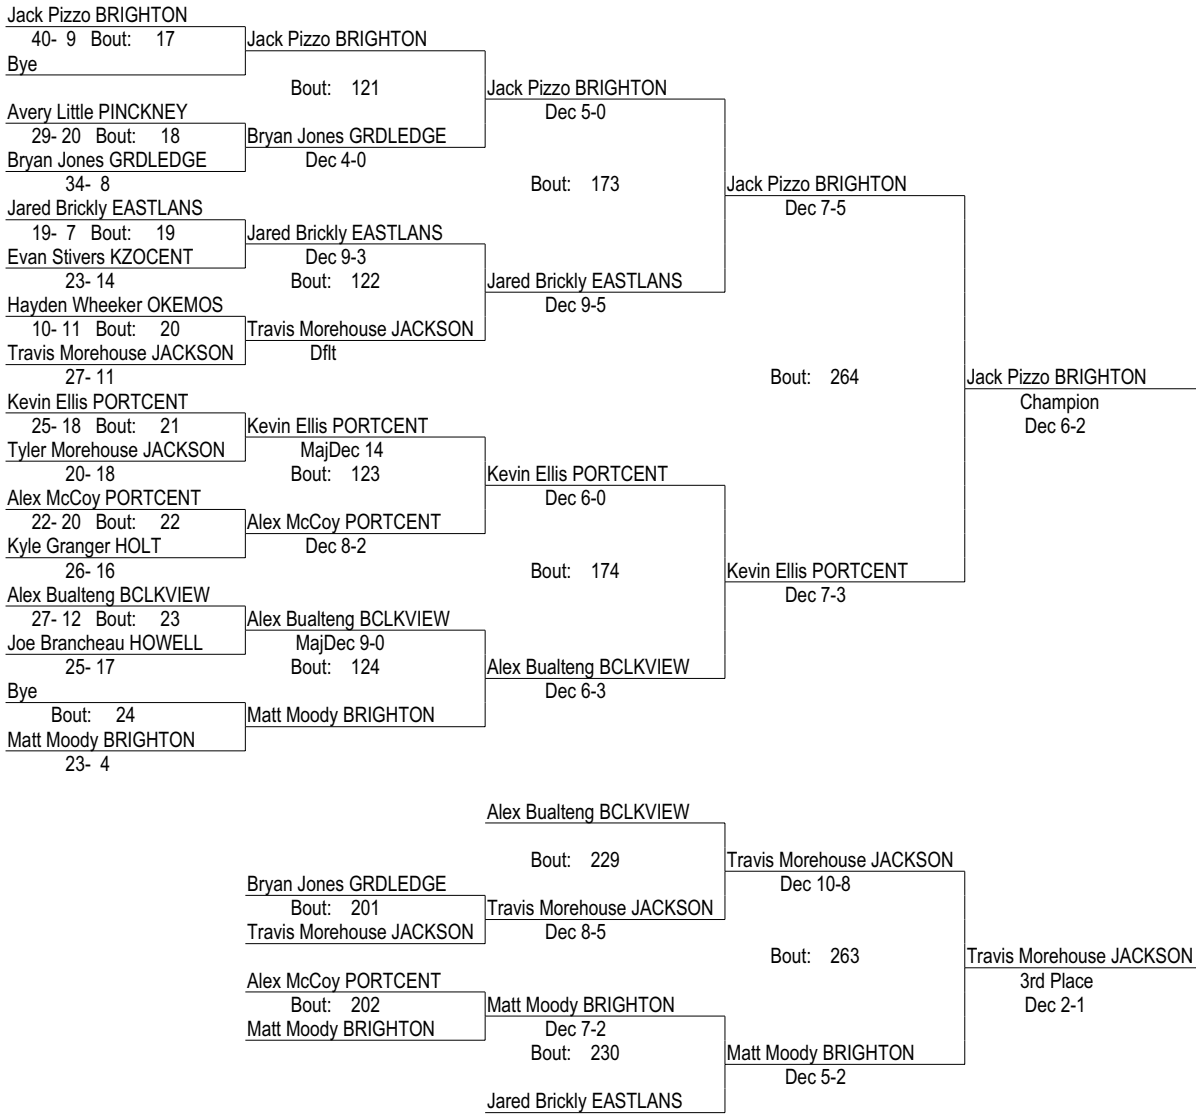 Jack Pizzo BRIGHTON
40- 9 Bout: 17
Jack Pizzo BRIGHTON
Bye
Bout: 121
Jack Pizzo BRIGHTON
Avery Little PINCKNEY
Dec 5-0
29- 20 Bout: 18
Bryan Jones GRDLEDGE
Bryan Jones GRDLEDGE
Dec 4-0
34- 8
Bout: 173
Jack Pizzo BRIGHTON
Jared Brickly EASTLANS
Dec 7-5
19- 7 Bout: 19
Jared Brickly EASTLANS
Evan Stivers KZOCENT
Dec 9-3
23- 14
Bout: 122
Jared Brickly EASTLANS
Hayden Wheeker OKEMOS
Dec 9-5
10- 11 Bout: 20
Travis Morehouse JACKSON
Travis Morehouse JACKSON
Dflt
27- 11
Bout: 264
Jack Pizzo BRIGHTON
Kevin Ellis PORTCENT
Champion
25- 18 Bout: 21
Kevin Ellis PORTCENT
Dec 6-2
Tyler Morehouse JACKSON
MajDec 14
20- 18
Bout: 123
Kevin Ellis PORTCENT
Alex McCoy PORTCENT
Dec 6-0
22- 20 Bout: 22
Alex McCoy PORTCENT
Kyle Granger HOLT
Dec 8-2
26- 16
Bout: 174
Kevin Ellis PORTCENT
Alex Bualteng BCLKVIEW
Dec 7-3
27- 12 Bout: 23
Alex Bualteng BCLKVIEW
Joe Brancheau HOWELL
MajDec 9-0
25- 17
Bout: 124
Alex Bualteng BCLKVIEW
Bye
Dec 6-3
Bout: 24
Matt Moody BRIGHTON
Matt Moody BRIGHTON
23- 4
Alex Bualteng BCLKVIEW
Bout: 229
Travis Morehouse JACKSON
Bryan Jones GRDLEDGE
Dec 10-8
Bout: 201
Travis Morehouse JACKSON
Travis Morehouse JACKSON
Dec 8-5
Bout: 263
Travis Morehouse JACKSON
Alex McCoy PORTCENT
3rd Place
Bout: 202
Matt Moody BRIGHTON
Dec 2-1
Matt Moody BRIGHTON
Dec 7-2
Bout: 230
Matt Moody BRIGHTON
Dec 5-2
Jared Brickly EASTLANS